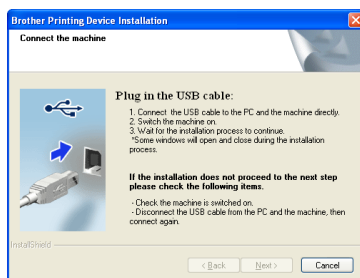 Brother Printing Device Installation
Connect the machine
Plug in the USB cable:
1. Connect the USB cable to the PC and the machine directly.
2. Switch the machine on.
3. Wait for the installation process to continue.
*Some windows will open and close during the installation
process.
If the installation does not proceed to the next step
please check the following items.
- Check the machine is switched on.
- Disconnect the USB cable from the PC and the machine, then
connect again.
InstallShield
< Back Next > Cancel